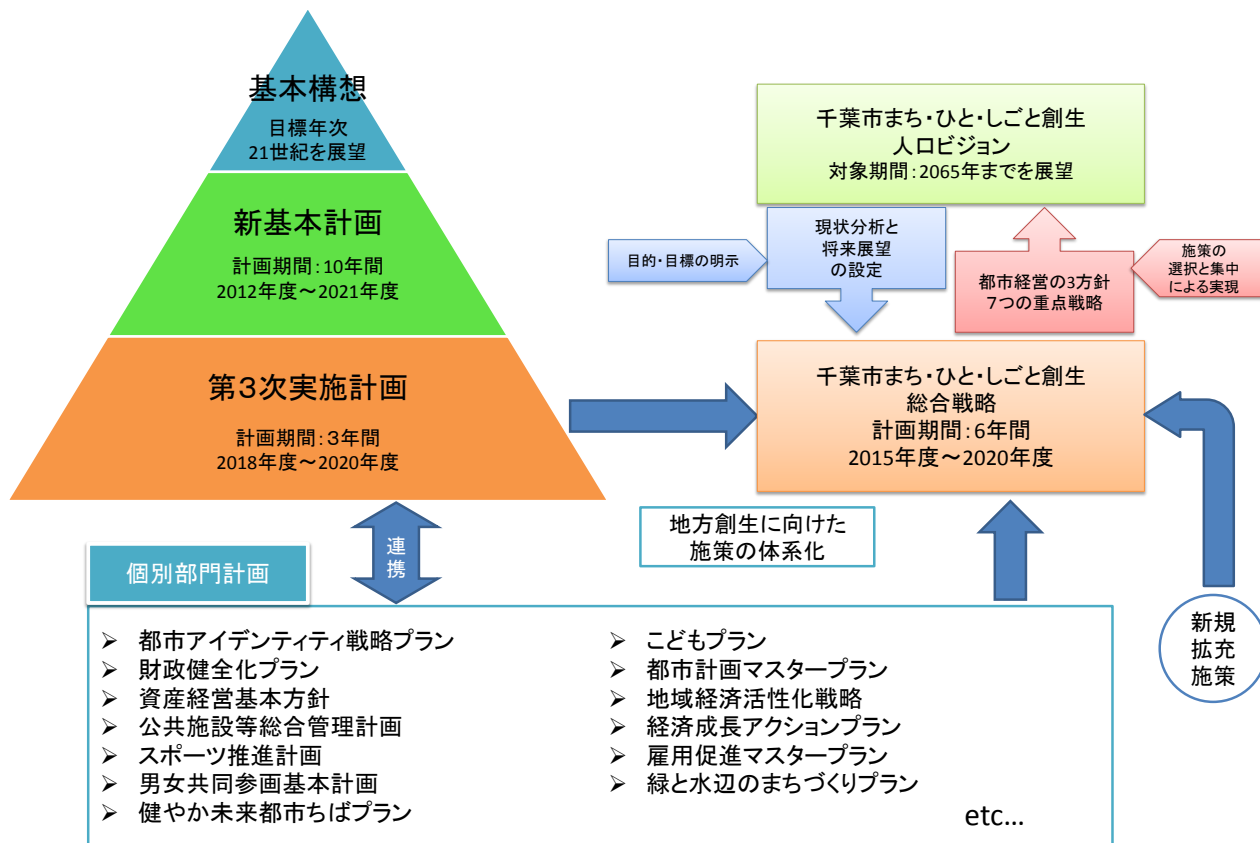 基本構想
目標年次
21世紀を展望
新基本計画
計画期間：10年間
2012年度～2021年度
第３次実施計画
計画期間：３年間
2018年度～2020年度
千葉市まち・ひと・しごと創生
人口ビジョン
対象期間：2065年までを展望
目的・目標の明示
現状分析と
将来展望
の設定
都市経営の3方針
７つの重点戦略
施策の
選択と集中
による実現
千葉市まち・ひと・しごと創生
総合戦略
計画期間：6年間
2015年度～2020年度
地方創生に向けた
施策の体系化
連
携
新規
拡充
施策
個別部門計画
➢ 都市アイデンティティ戦略プラン
➢ 財政健全化プラン
➢ 資産経営基本方針
➢ 公共施設等総合管理計画
➢ スポーツ推進計画
➢ 男女共同参画基本計画
➢ 健やか未来都市ちばプラン
➢ こどもプラン
➢ 都市計画マスタープラン
➢ 地域経済活性化戦略
➢ 経済成長アクションプラン
➢ 雇用促進マスタープラン
➢ 緑と水辺のまちづくりプラン
etc…